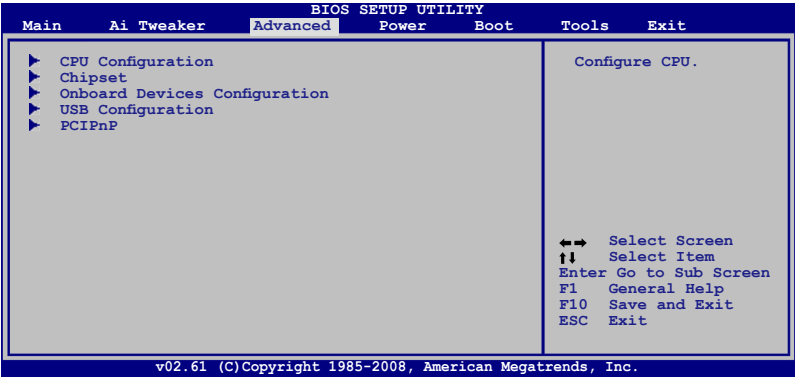 BIOS SETUP UTILITY
Main Ai Tweaker Advanced Power Boot Tools Exit
CPU Configuration
Chipset
Onboard Devices Configuration
USB Configuration
PCIPnP
Configure CPU.
Select Screen
Select Item
Enter Go to Sub Screen
F1 General Help
F10 Save and Exit
ESC Exit
v02.61 (C)Copyright 1985-2008, American Megatrends, Inc.